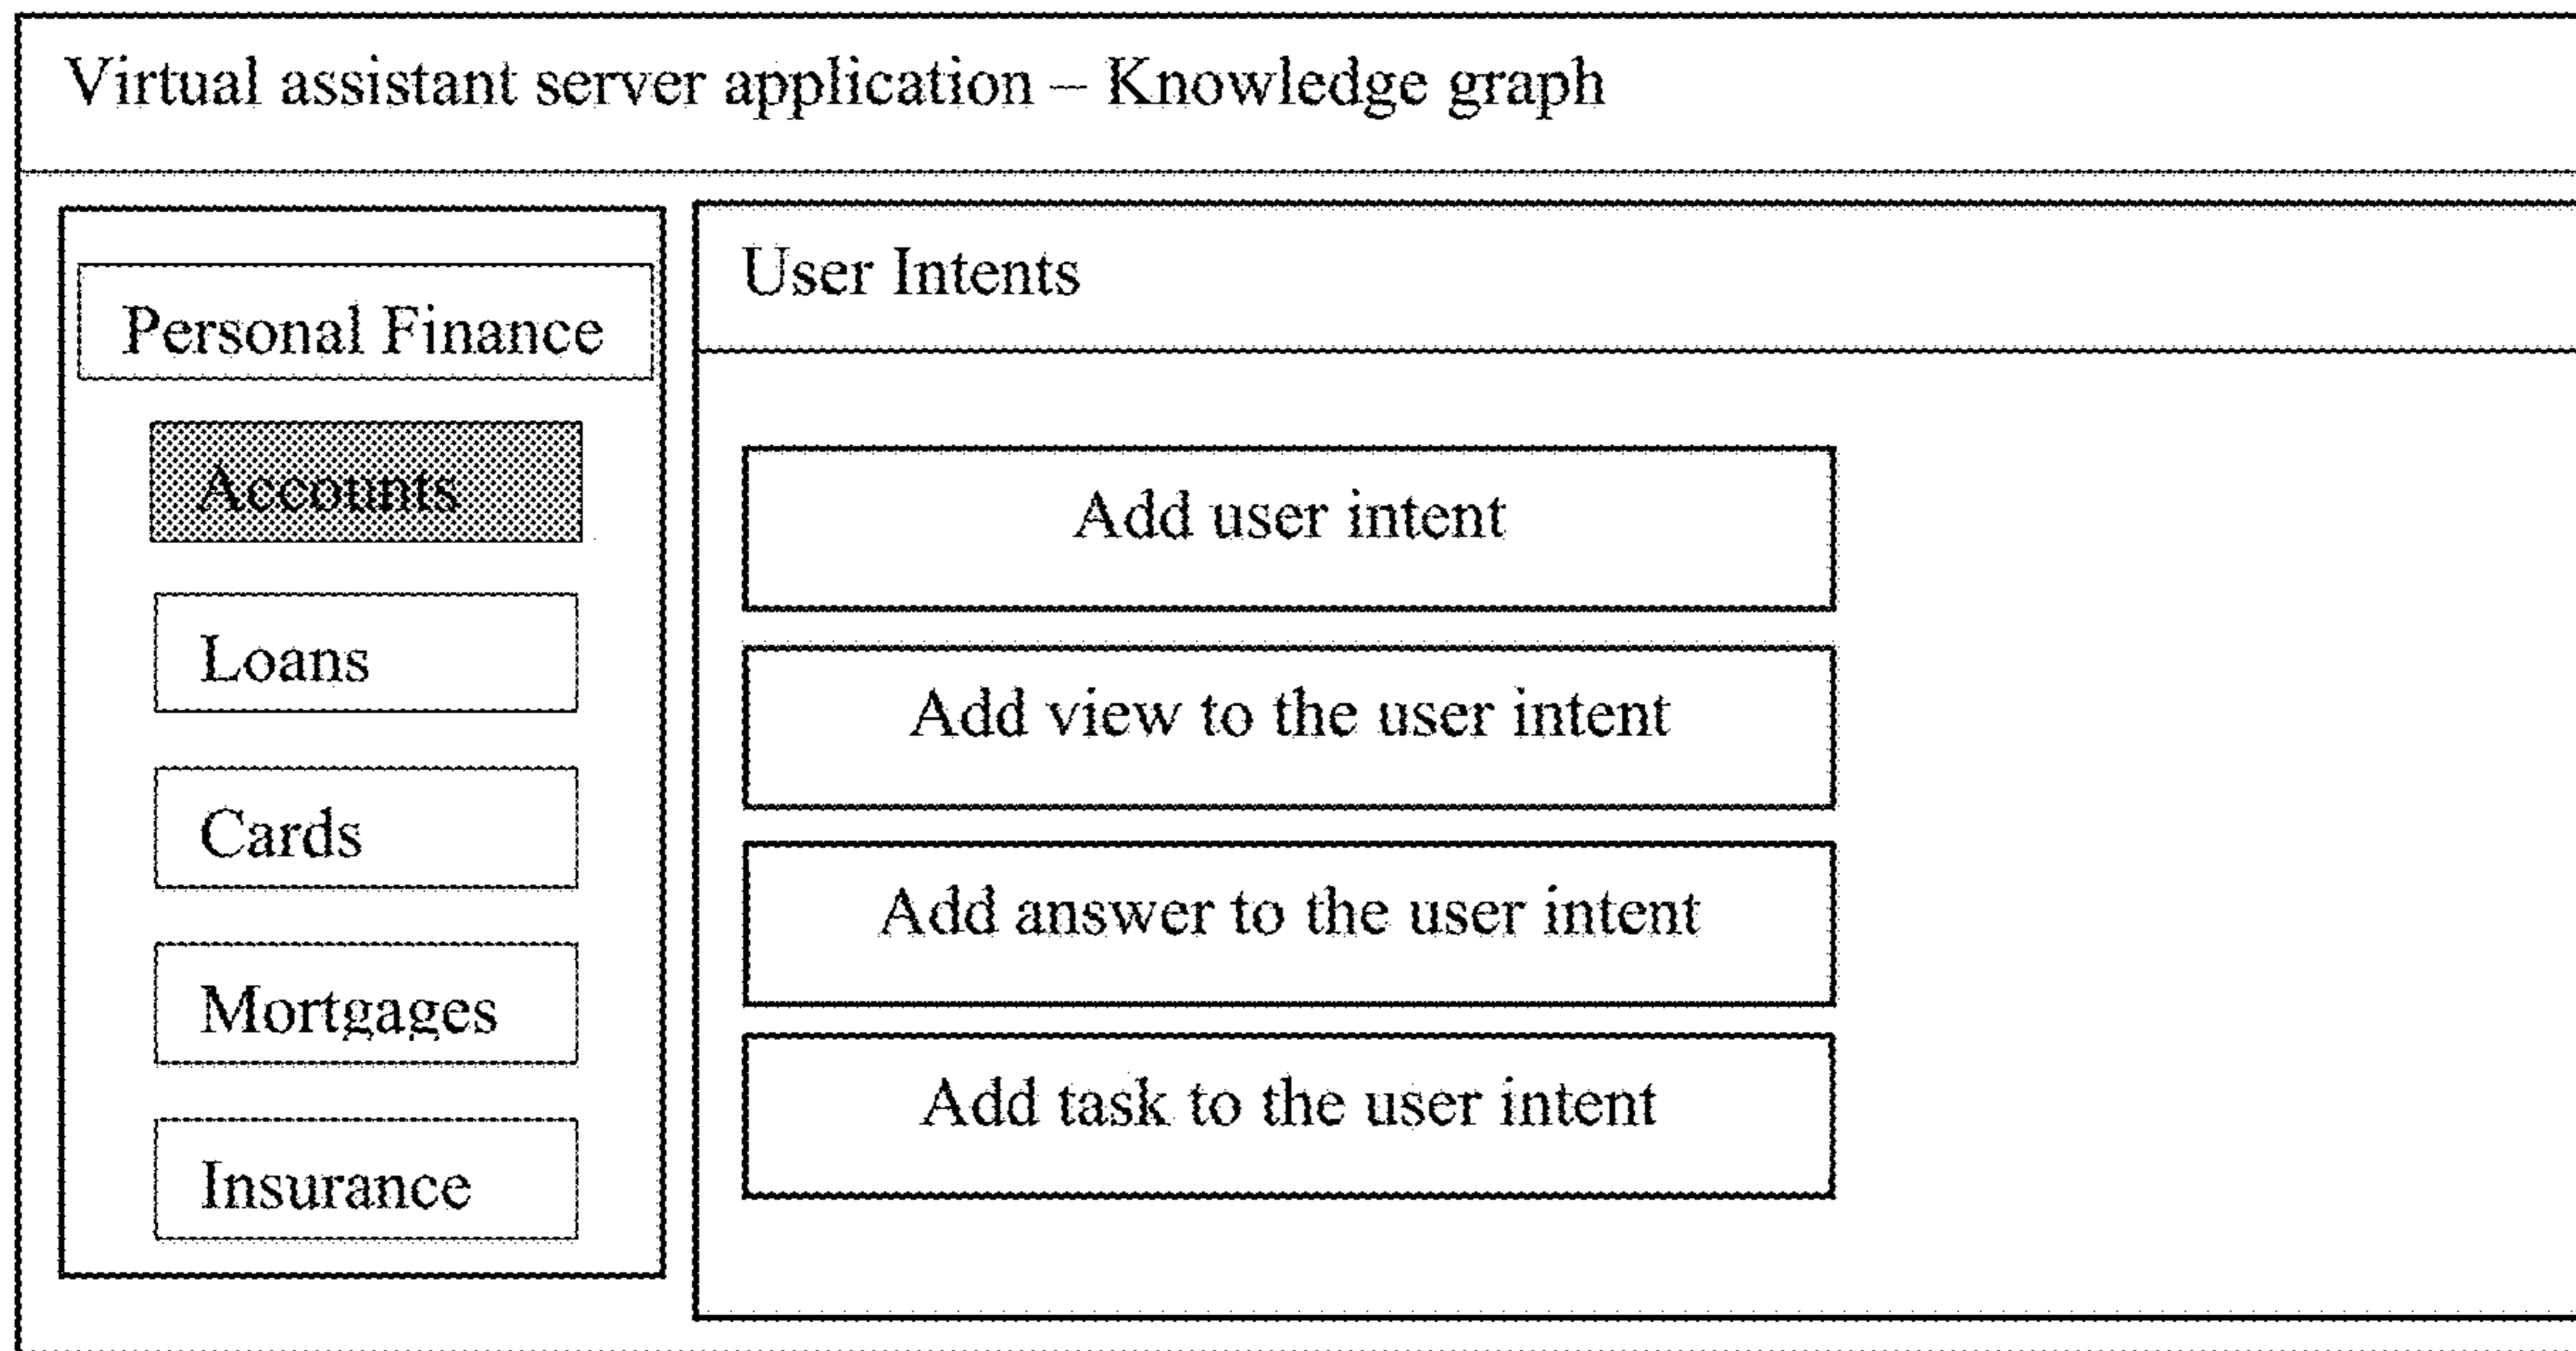 Virtual assistant server application – Knowledge graph
Personal Finance
Accounts
Loans
Cards
Mortgages
Insurance
User Intents
Add user intent
Add view to the user intent
Add answer to the user intent
Add task to the user intent